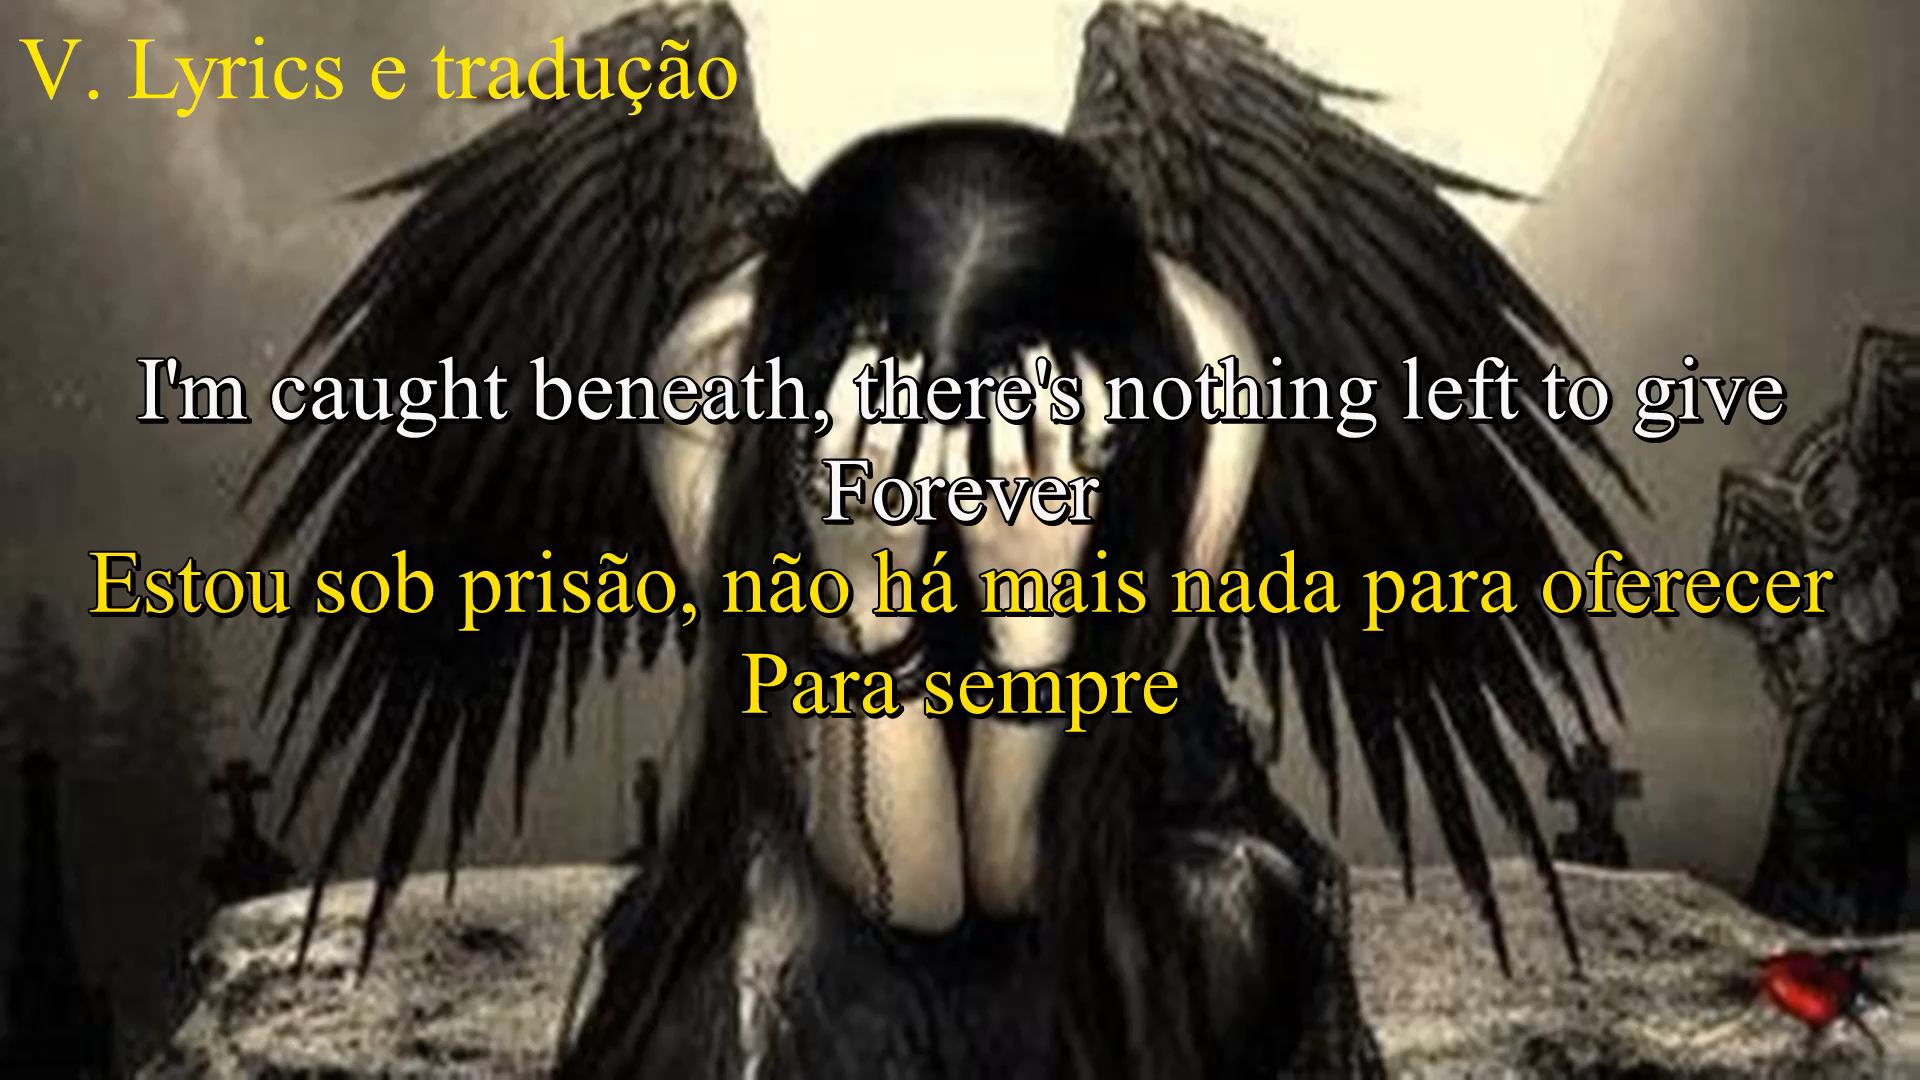 V. Lyrics e tradução
I'm caught beneath, there's nothing left to give
Forever
Estou sob prisão, não há mais nada para oferecer
Para sempre